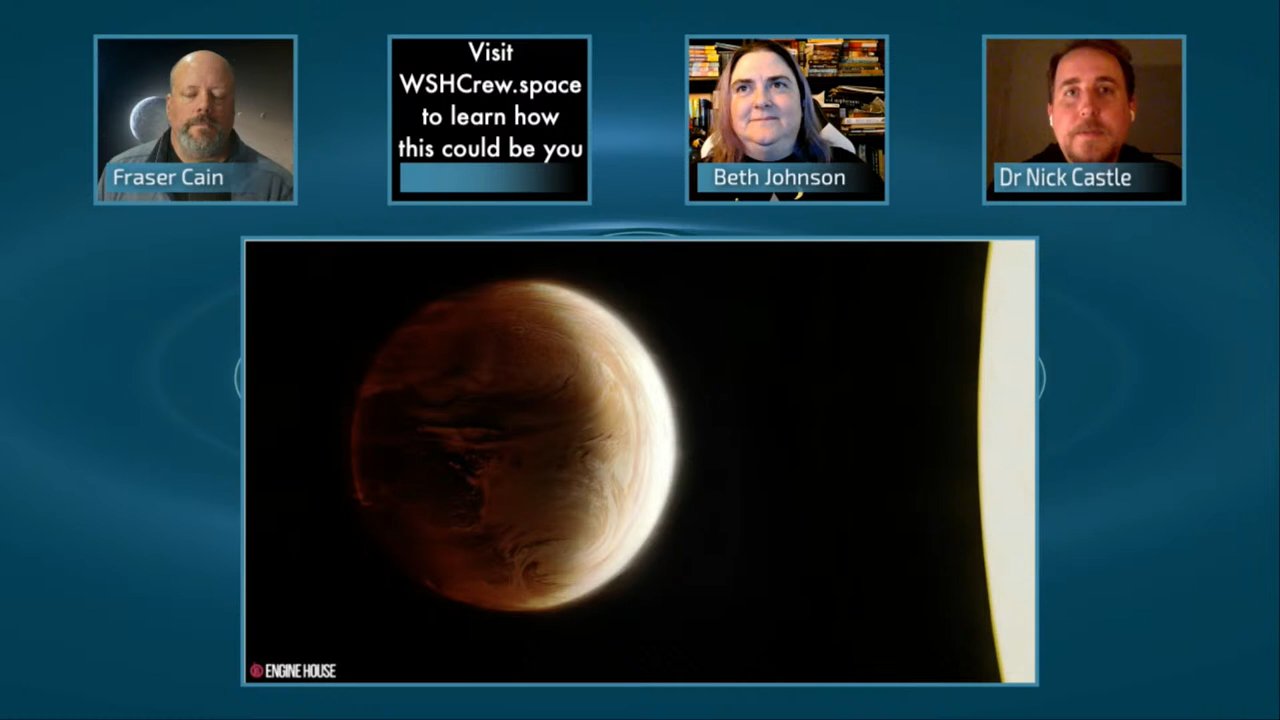 Visit
WSHCrew.space
to learn how
this could be you
Fraser Cain
Beth Johnson
Dr Nick Castle
ENGINE HOUSE